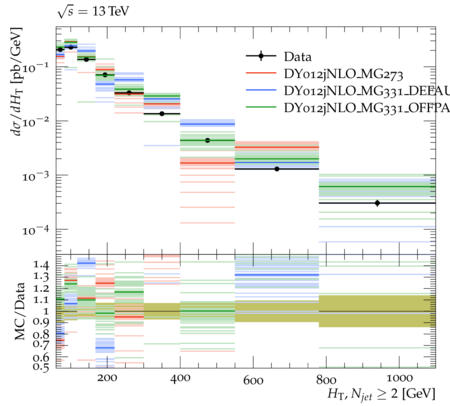 √s = 13 TeV
dσ/dH_T [pb/GeV]
10⁻¹
10⁻²
10⁻³
10⁻⁴
Data
DY012jNLO_MG273
DY012jNLO_MG331_DEFAU
DY012jNLO_MG331_OFFPA
MC/Data
1.4
1.3
1.2
1.1
1
0.9
0.8
0.7
0.6
0.5
200 400 600 800 1000
H_T, N_jet ≥ 2 [GeV]